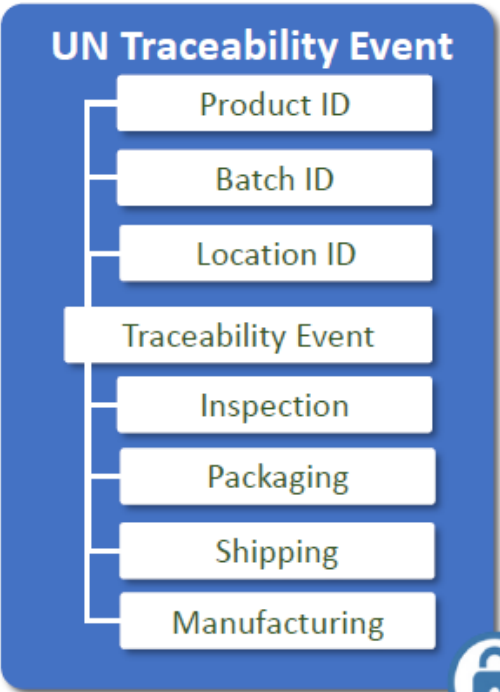 UN Traceability Event
Product ID
Batch ID
Location ID
Traceability Event
Inspection
Packaging
Shipping
Manufacturing